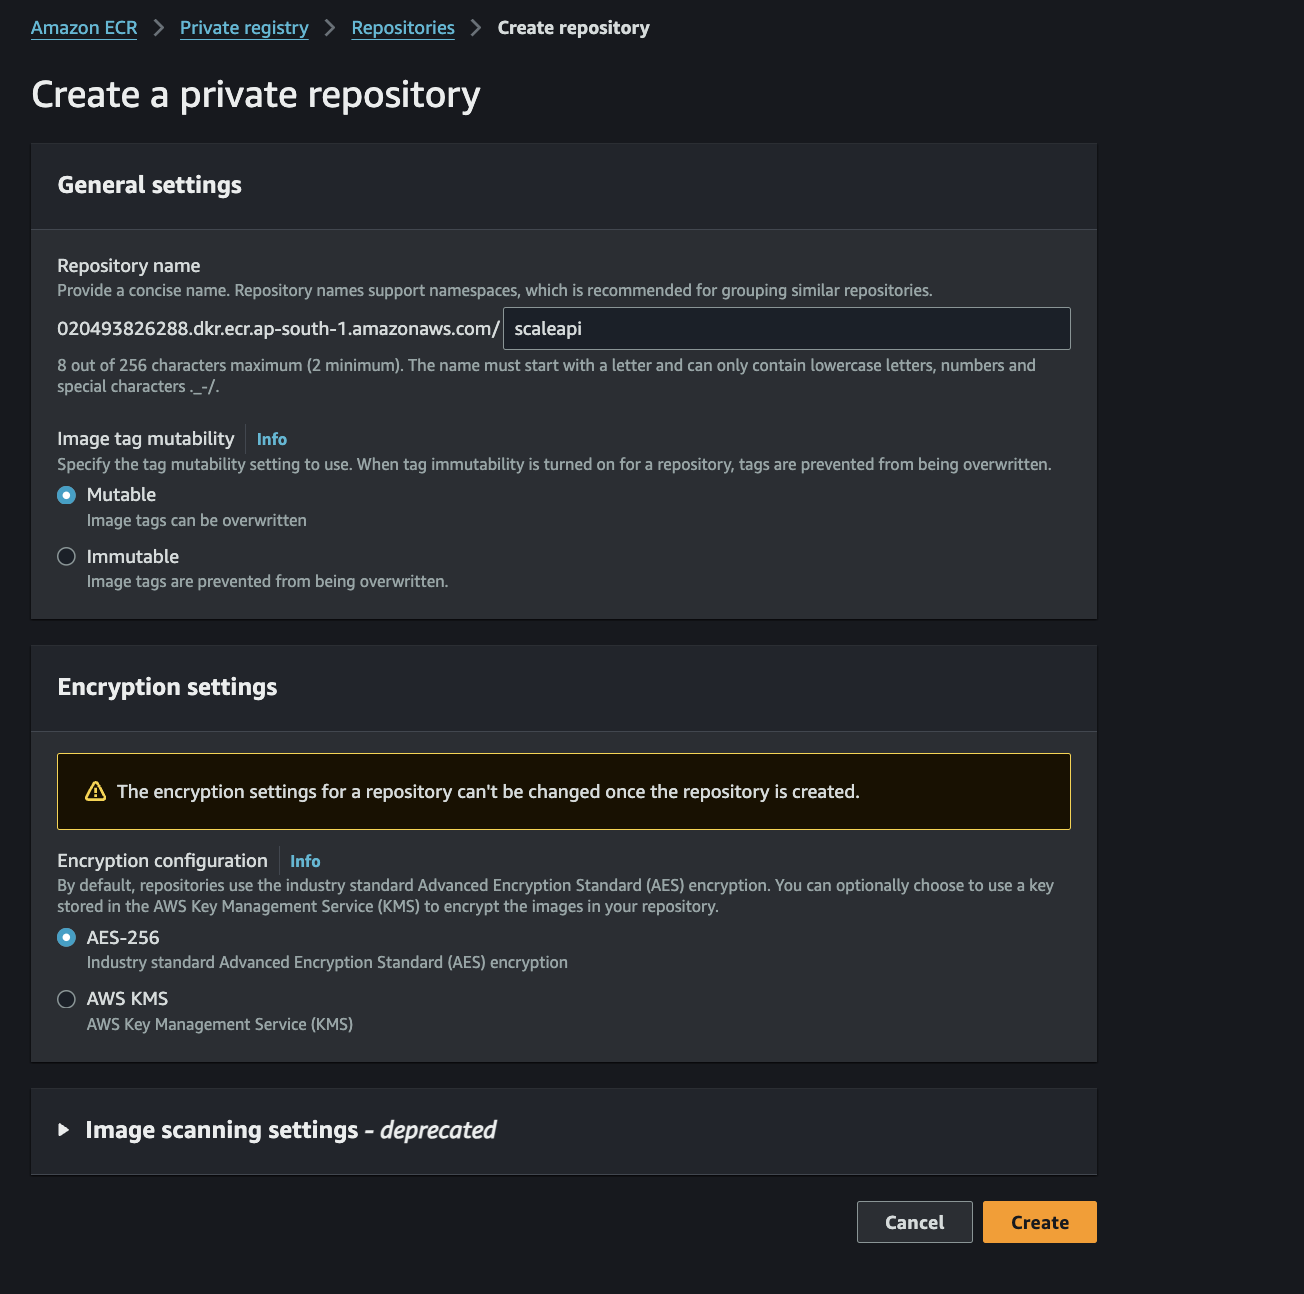 Amazon ECR > Private registry > Repositories > Create repository
Create a private repository
General settings
Repository name
Provide a concise name. Repository names support namespaces, which is recommended for grouping similar repositories.
020493826288.dkr.ecr.ap-south-1.amazonaws.com/ scaleapi
8 out of 256 characters maximum (2 minimum). The name must start with a letter and can only contain lowercase letters, numbers and
special characters ._-/.
Image tag mutability | Info
Specify the tag mutability setting to use. When tag immutability is turned on for a repository, tags are prevented from being overwritten.
Mutable
Image tags can be overwritten
Immutable
Image tags are prevented from being overwritten.
Encryption settings
The encryption settings for a repository can't be changed once the repository is created.
Encryption configuration | Info
By default, repositories use the industry standard Advanced Encryption Standard (AES) encryption. You can optionally choose to use a key
stored in the AWS Key Management Service (KMS) to encrypt the images in your repository.
AES-256
Industry standard Advanced Encryption Standard (AES) encryption
AWS KMS
AWS Key Management Service (KMS)
Image scanning settings - deprecated
Cancel Create